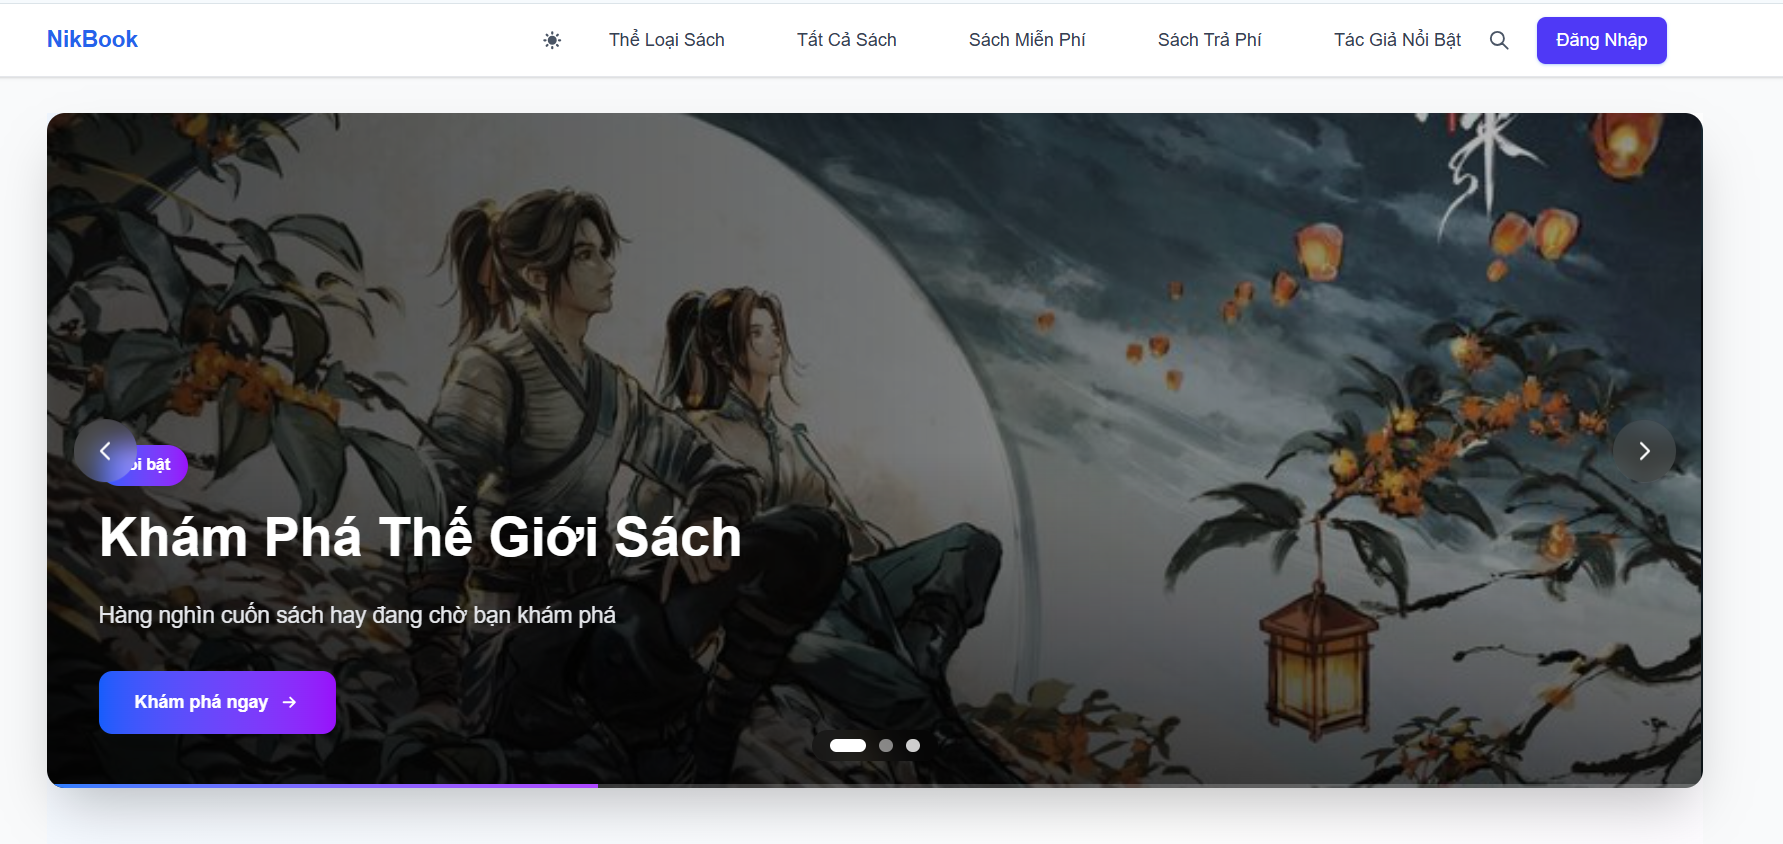 NikBook
Thể Loại Sách
Tất Cả Sách
Sách Miễn Phí
Sách Trả Phí
Tác Giả Nổi Bật
Đăng Nhập
bật
Khám Phá Thế Giới Sách
Hàng nghìn cuốn sách hay đang chờ bạn khám phá
Khám phá ngay →